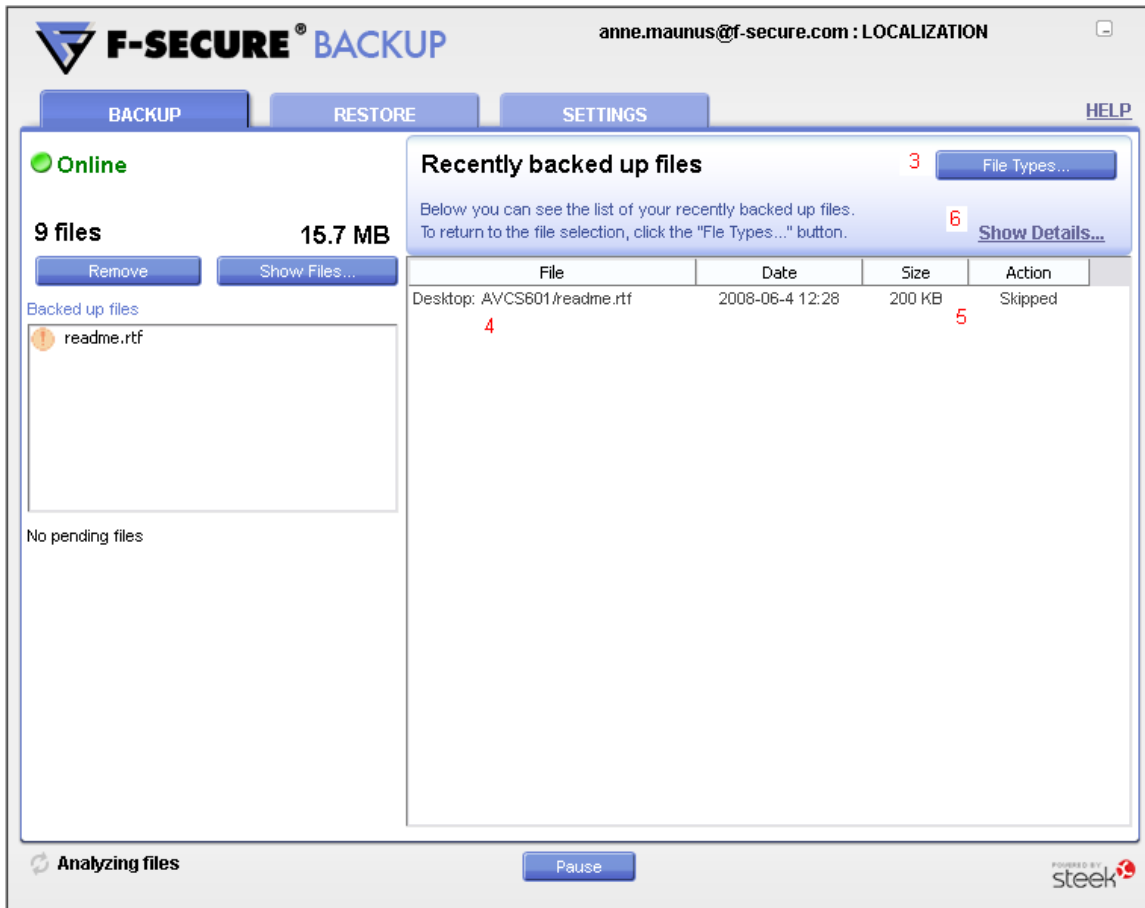 F-SECURE® BACKUP
anne.maunus@f-secure.com : LOCALIZATION
BACKUP
RESTORE
SETTINGS
HELP
Online
9 files
15.7 MB
Remove
Show Files...
Backed up files
readme.rtf
No pending files
Recently backed up files
3
File Types...
Below you can see the list of your recently backed up files.
To return to the file selection, click the "Fle Types..." button.
6
Show Details...
File Date Size Action
Desktop: AVCS601/readme.rtf 2008-06-4 12:28 200 KB Skipped
4
5
Analyzing files
Pause
POWERED BY
steek